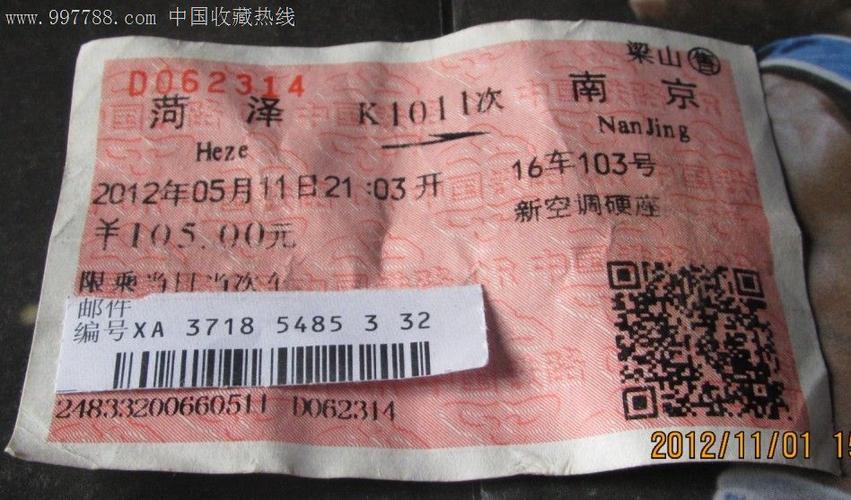 www.997788.com 中国收藏热线
梁山售
D062314
菏泽 K1011次 南京
Heze NanJing
2012年05月11日21:03开 16车103号
¥105.00元 新空调硬座
限乘当日当次车
邮件
编号XA 3718 5485 3 32
24833200660511 D062314
2012/11/01